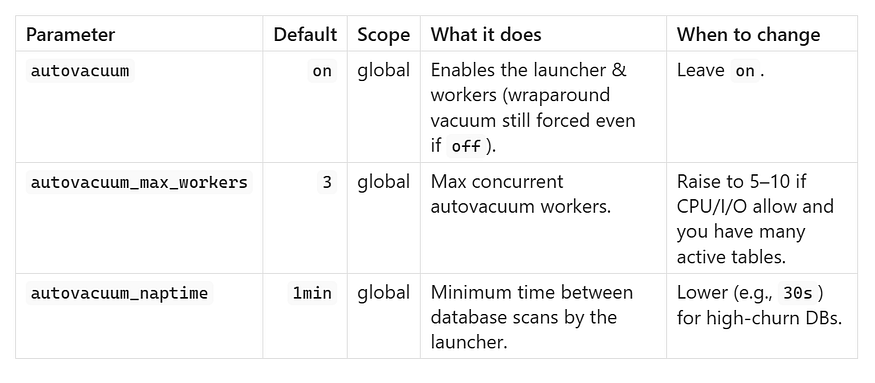 Parameter Default Scope What it does When to change
autovacuum on global Enables the launcher & Leave on.
workers (wraparound
vacuum still forced even
if off).
autovacuum_max_workers 3 global Max concurrent Raise to 5–10 if
autovacuum workers. CPU/I/O allow and
you have many
active tables.
autovacuum_naptime 1min global Minimum time between Lower (e.g., 30s)
database scans by the for high-churn DBs.
launcher.